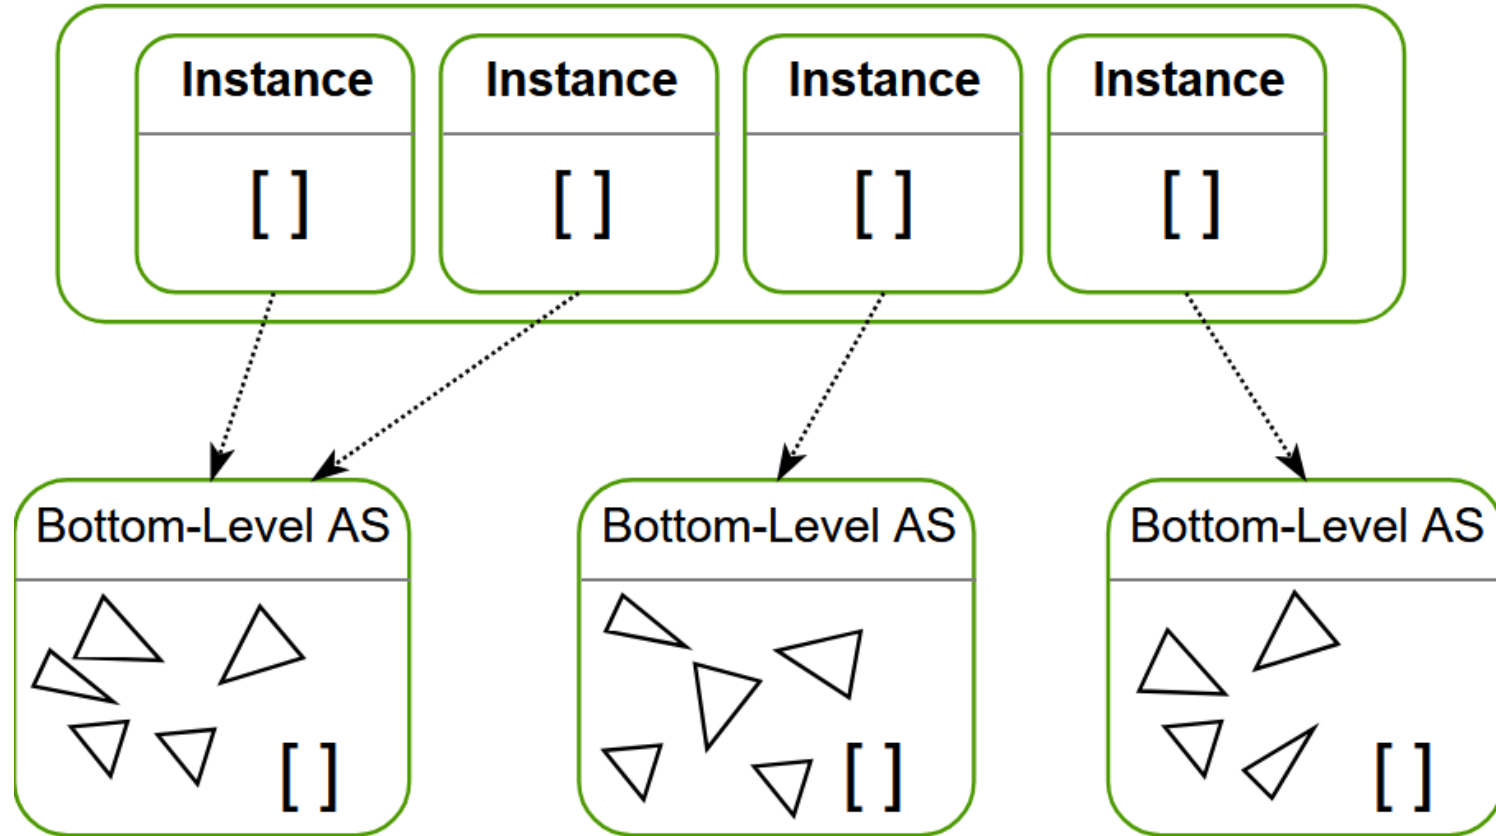 Instance Instance Instance Instance
[ ] [ ] [ ] [ ]
Bottom-Level AS Bottom-Level AS Bottom-Level AS
[ ] [ ] [ ]